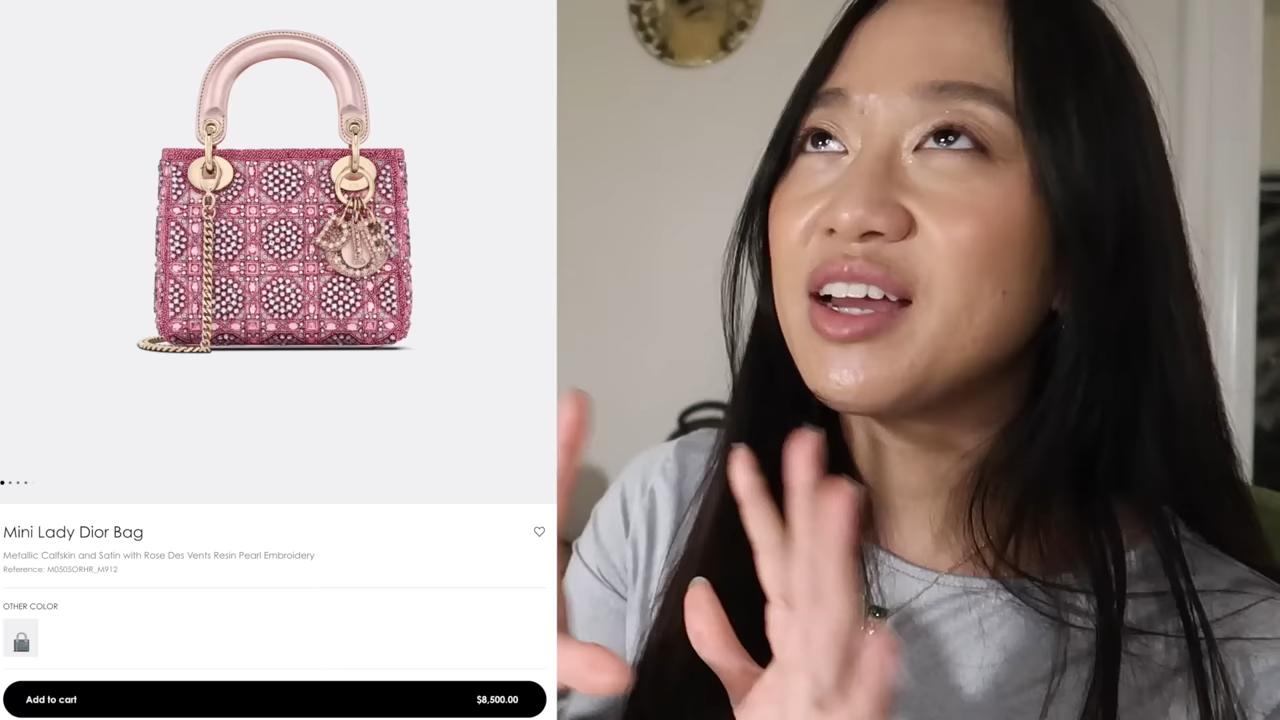 Mini Lady Dior Bag
Metallic Calfskin and Satin with Rose Des Vents Resin Pearl Embroidery
Reference: M0505ORHR_M912
OTHER COLOR
Add to cart $8,500.00